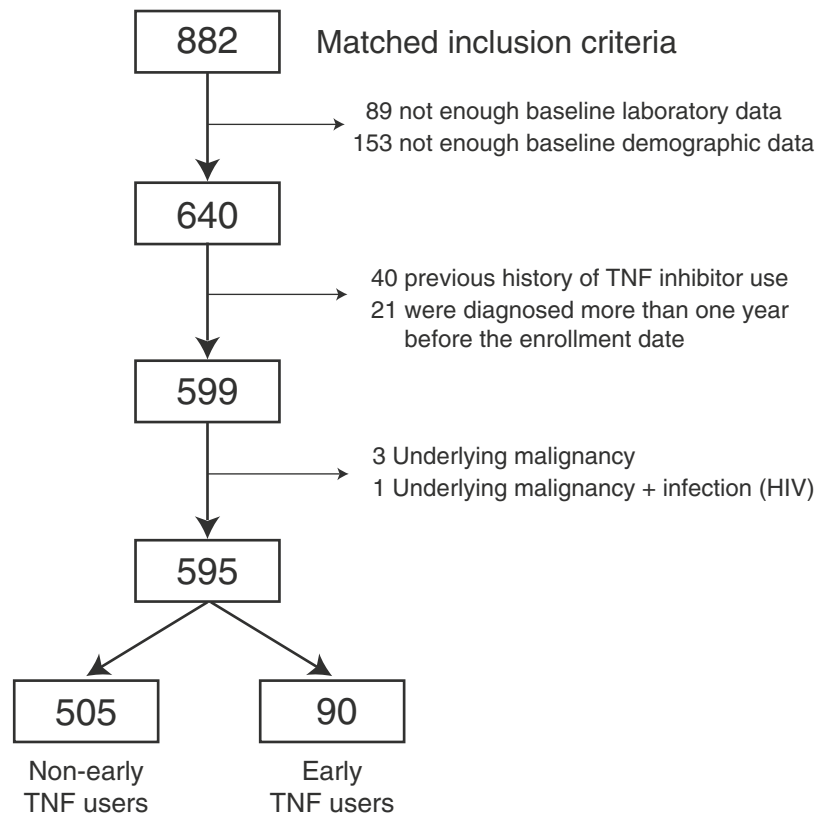 882
Matched inclusion criteria
89 not enough baseline laboratory data
153 not enough baseline demographic data
640
40 previous history of TNF inhibitor use
21 were diagnosed more than one year
before the enrollment date
599
3 Underlying malignancy
1 Underlying malignancy + infection (HIV)
595
505
90
Non-early
TNF users
Early
TNF users